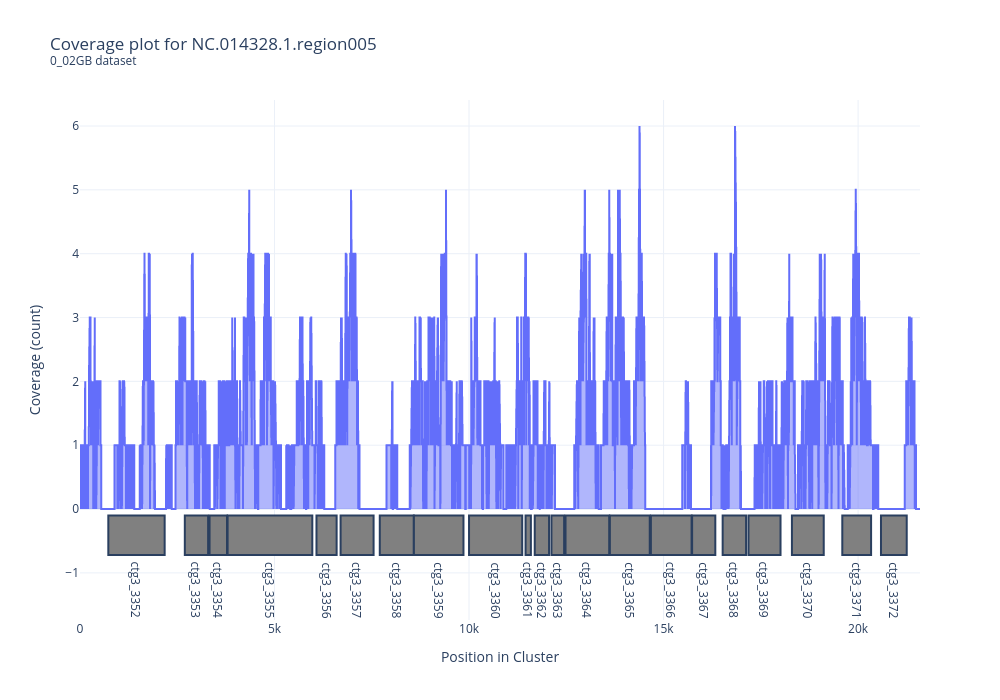 Coverage plot for NC.014328.1.region005
0_02GB dataset
6
5
4
3
2
1
0
−1
Coverage (count)
ctg3_3352
ctg3_3353
ctg3_3354
ctg3_3355
ctg3_3356
ctg3_3357
ctg3_3358
ctg3_3359
ctg3_3360
ctg3_3361
ctg3_3362
ctg3_3363
ctg3_3364
ctg3_3365
ctg3_3366
ctg3_3367
ctg3_3368
ctg3_3369
ctg3_3370
ctg3_3371
ctg3_3372
0
5k
10k
15k
20k
Position in Cluster